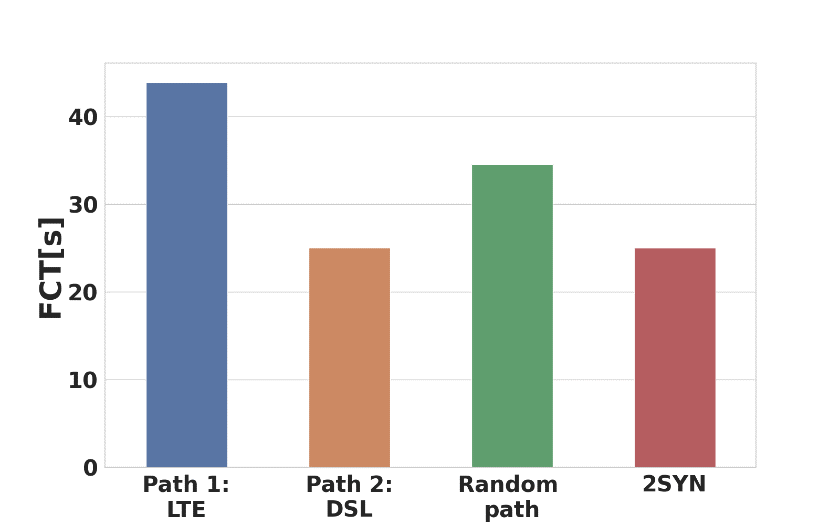 FCT[s]
40
30
20
10
0
Path 1:
LTE
Path 2:
DSL
Random
path
2SYN